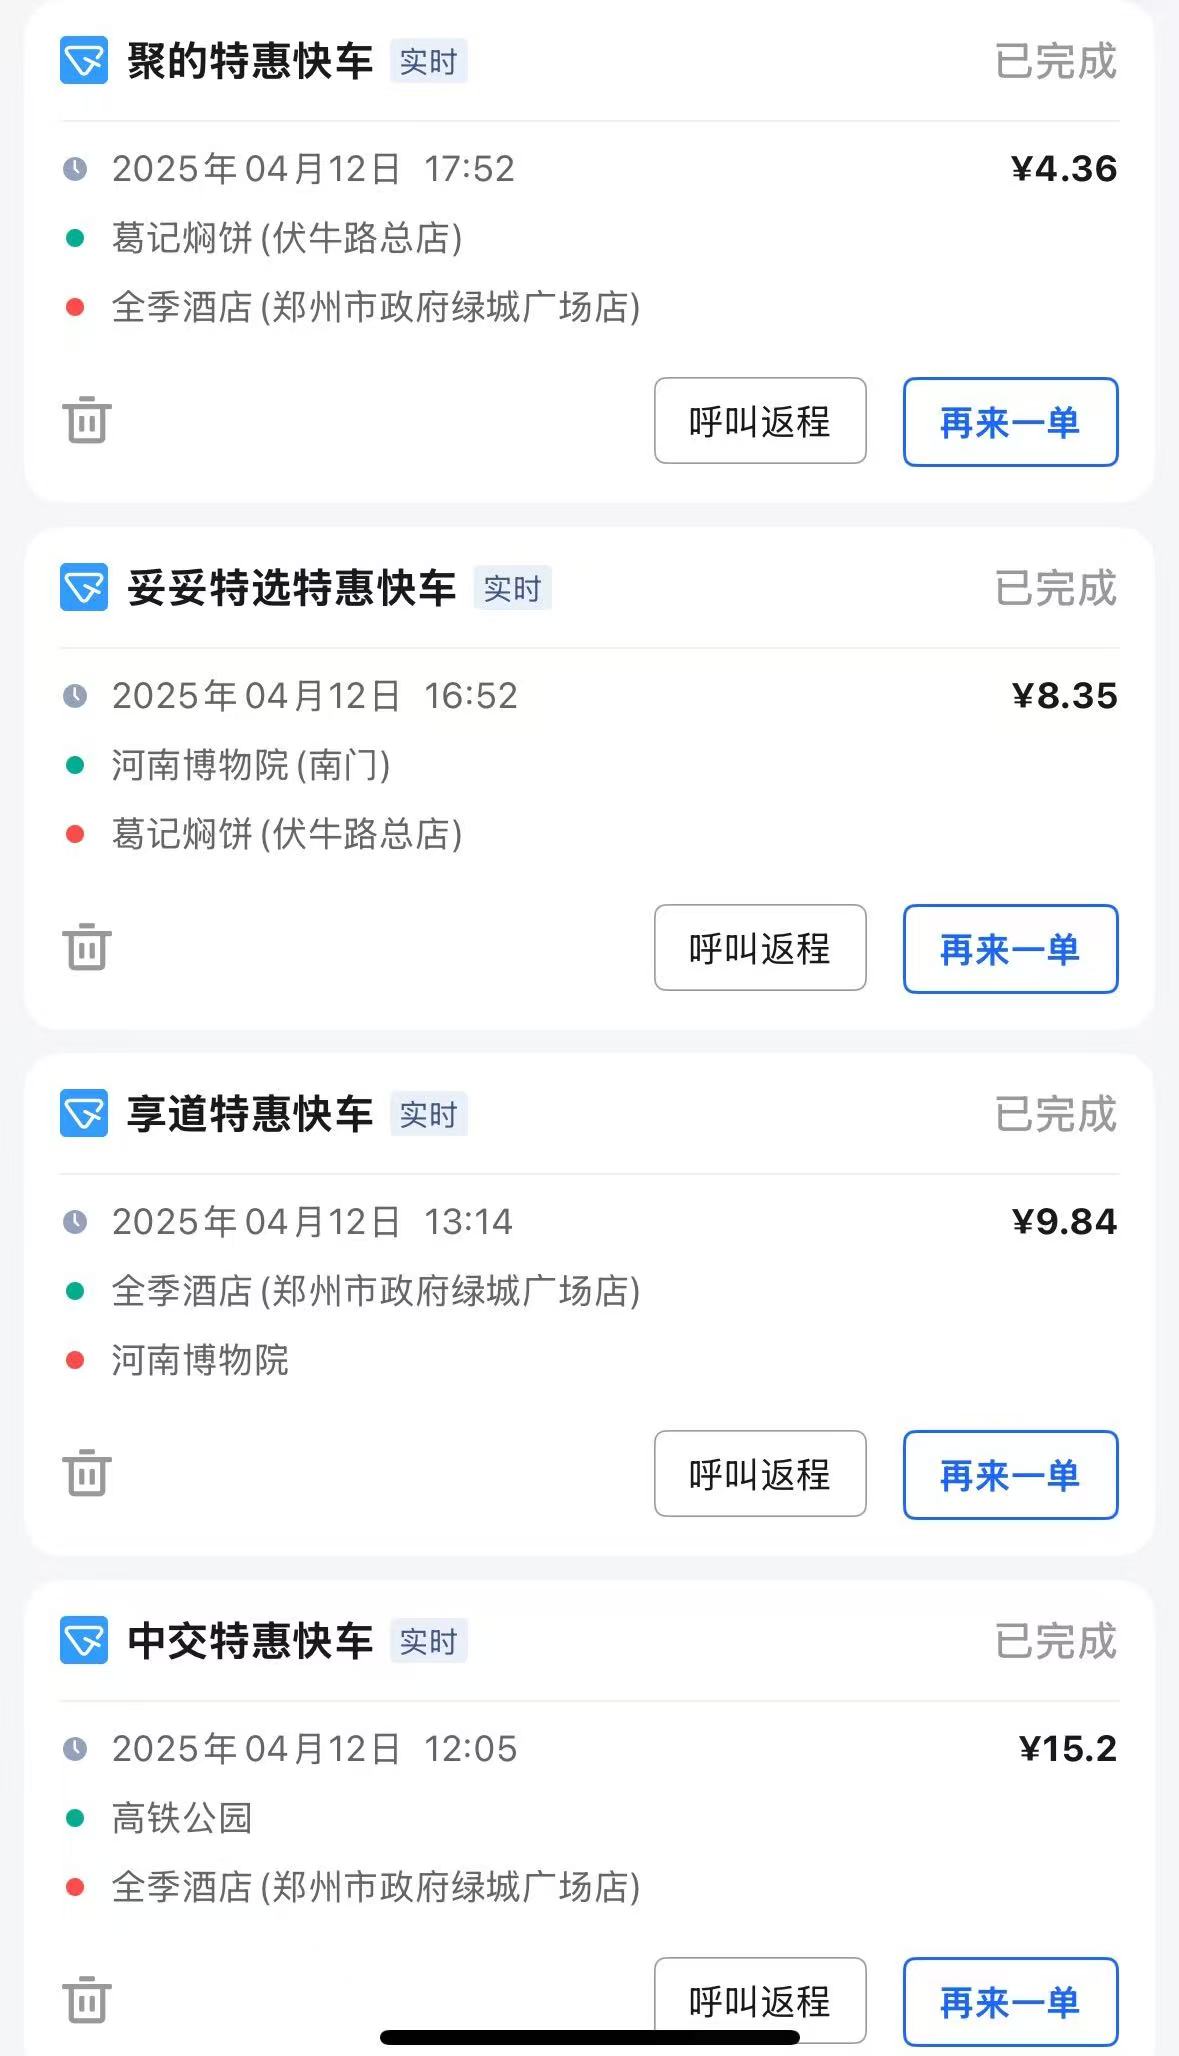 聚的特惠快车 实时 已完成
2025年04月12日 17:52 ¥4.36
葛记焖饼(伏牛路总店)
全季酒店(郑州市政府绿城广场店)
呼叫返程 再来一单
妥妥特选特惠快车 实时 已完成
2025年04月12日 16:52 ¥8.35
河南博物院(南门)
葛记焖饼(伏牛路总店)
呼叫返程 再来一单
享道特惠快车 实时 已完成
2025年04月12日 13:14 ¥9.84
全季酒店(郑州市政府绿城广场店)
河南博物院
呼叫返程 再来一单
中交特惠快车 实时 已完成
2025年04月12日 12:05 ¥15.2
高铁公园
全季酒店(郑州市政府绿城广场店)
呼叫返程 再来一单